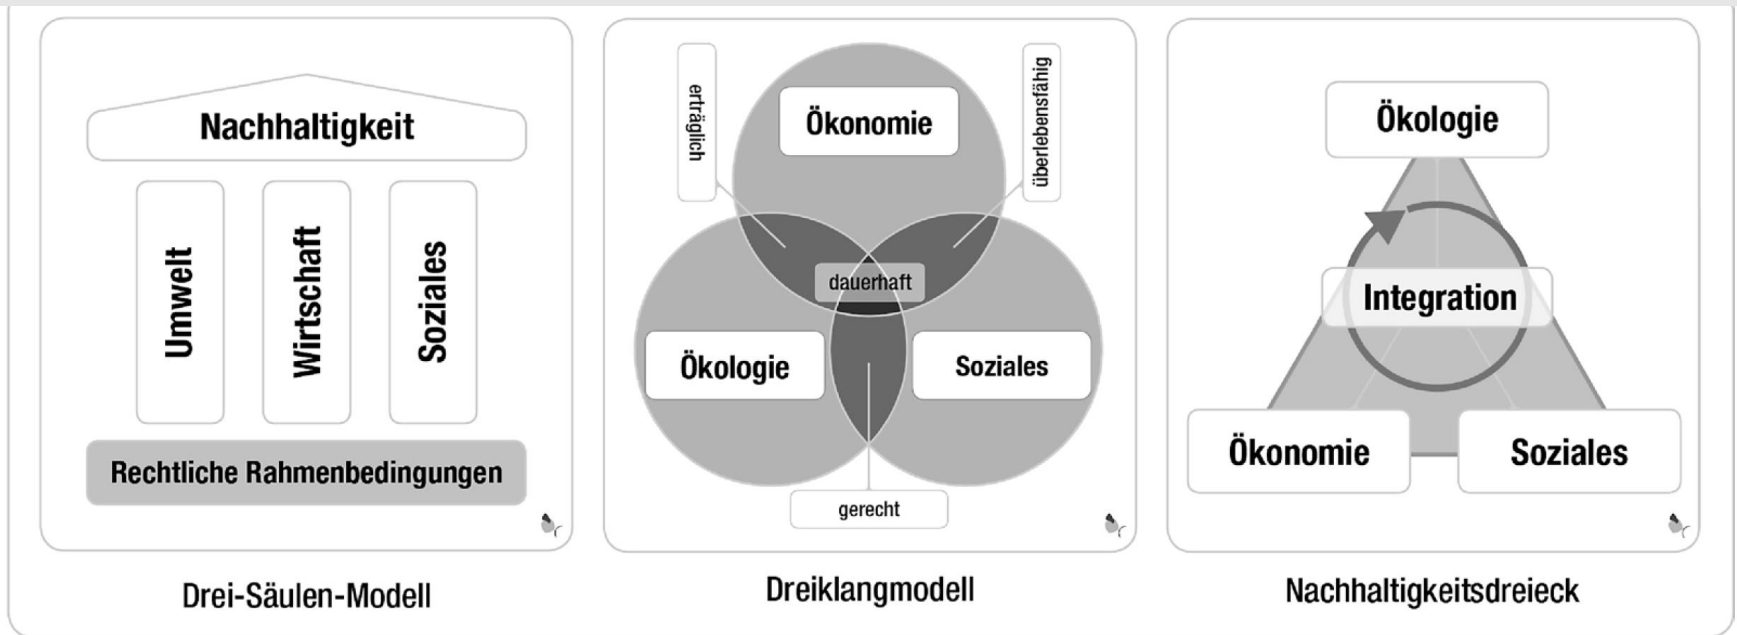 Nachhaltigkeit
Umwelt
Wirtschaft
Soziales
Rechtliche Rahmenbedingungen
Drei-Säulen-Modell
erträglich
Ökonomie
überlebensfähig
dauerhaft
Ökologie
Soziales
gerecht
Dreiklangmodell
Ökologie
Integration
Ökonomie
Soziales
Nachhaltigkeitsdreieck